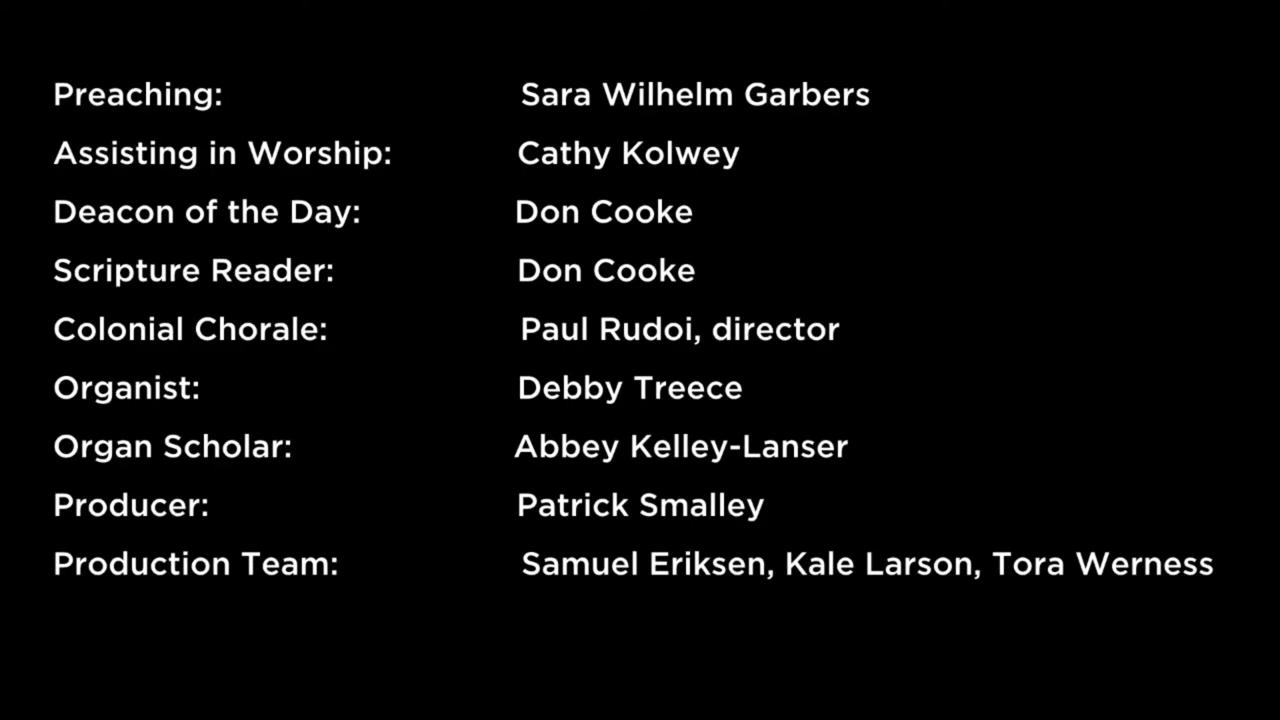 Preaching: Sara Wilhelm Garbers
Assisting in Worship: Cathy Kolwey
Deacon of the Day: Don Cooke
Scripture Reader: Don Cooke
Colonial Chorale: Paul Rudoi, director
Organist: Debby Treece
Organ Scholar: Abbey Kelley-Lanser
Producer: Patrick Smalley
Production Team: Samuel Eriksen, Kale Larson, Tora Werness